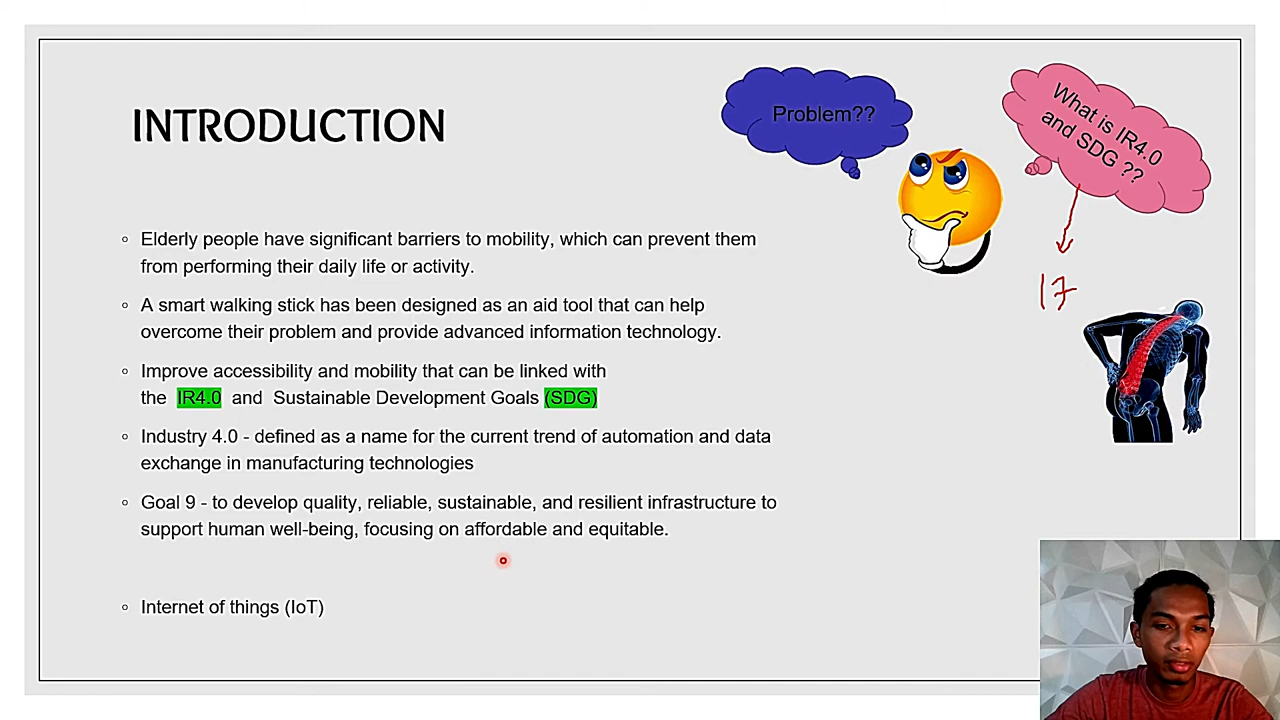 INTRODUCTION
Problem??
What is IR4.0
and SDG ??
17
Elderly people have significant barriers to mobility, which can prevent them
from performing their daily life or activity.
A smart walking stick has been designed as an aid tool that can help
overcome their problem and provide advanced information technology.
Improve accessibility and mobility that can be linked with
the IR4.0 and Sustainable Development Goals (SDG)
Industry 4.0 - defined as a name for the current trend of automation and data
exchange in manufacturing technologies
Goal 9 - to develop quality, reliable, sustainable, and resilient infrastructure to
support human well-being, focusing on affordable and equitable.
Internet of things (IoT)